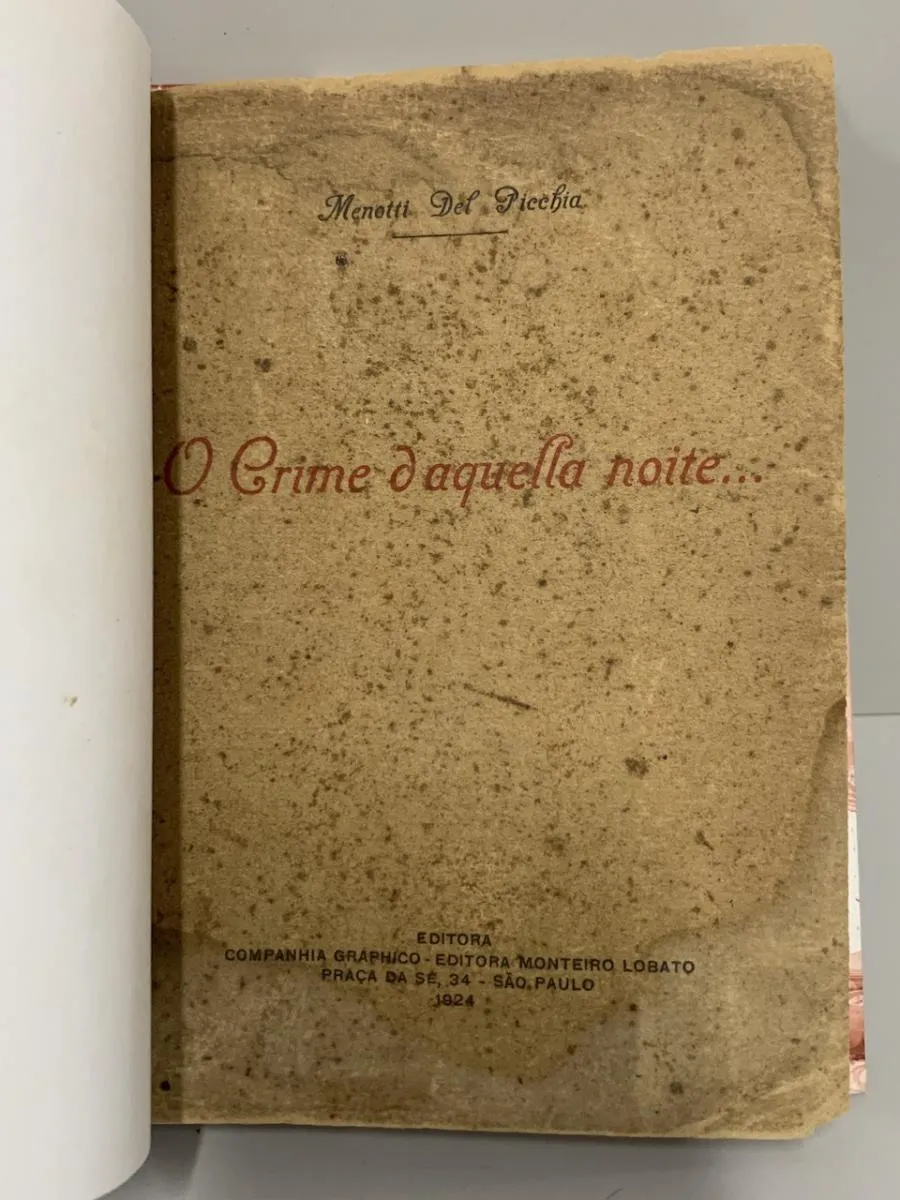 Menotti Del Picchia
O Crime d'aquella noite...
EDITORA
COMPANHIA GRAPHICO - EDITORA MONTEIRO LOBATO
PRAÇA DA SÉ, 34 - SÃO PAULO
1924